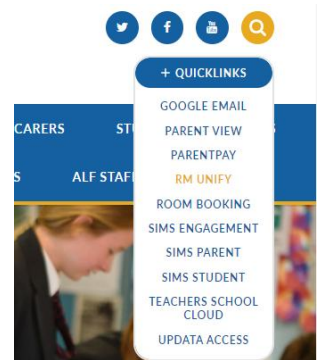 + QUICKLINKS
GOOGLE EMAIL
PARENT VIEW
CARERS
PARENTPAY
ALF STAFF
RM UNIFY
ROOM BOOKING
SIMS ENGAGEMENT
SIMS PARENT
SIMS STUDENT
TEACHERS SCHOOL
CLOUD
UPDATA ACCESS